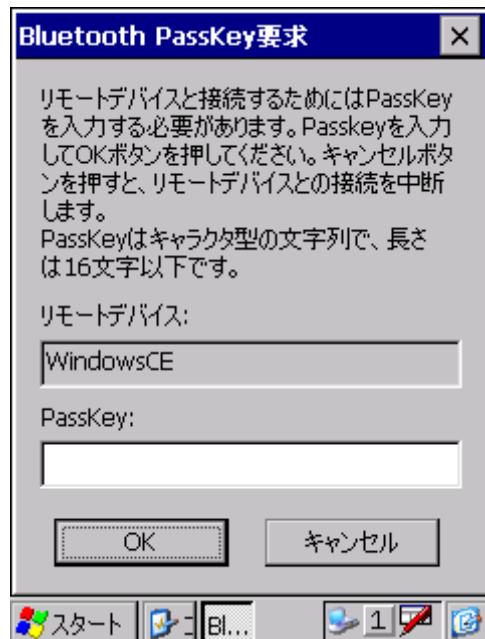 Bluetooth PassKey要求
リモートデバイスと接続するためにはPassKey
を入力する必要があります。Passkeyを入力
してOKボタンを押してください。キャンセルボタ
ンを押すと、リモートデバイスとの接続を中断
します。
PassKeyはキャラクタ型の文字列で、長さ
は16文字以下です。
リモートデバイス:
WindowsCE
PassKey:
OK キャンセル
スタート コ Bl... 1